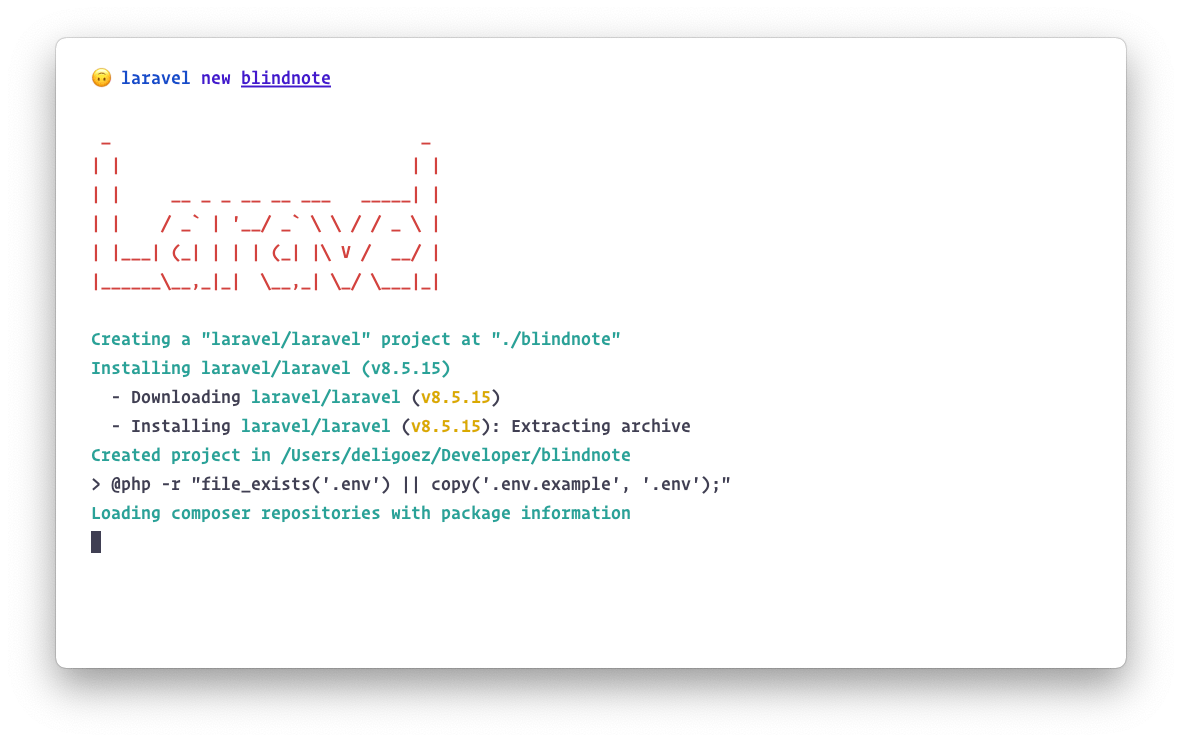 🙃 laravel new blindnote
 _                               _
| |                             | |
| |     __ _ _ __ __ ___   _____| |
| |    / _` | '__/ _` \ \ / / _ \ |
| |___| (_| | | | (_| |\ V /  __/ |
|______\__,_|_|  \__,_| \_/ \___|_|
Creating a "laravel/laravel" project at "./blindnote"
Installing laravel/laravel (v8.5.15)
  - Downloading laravel/laravel (v8.5.15)
  - Installing laravel/laravel (v8.5.15): Extracting archive
Created project in /Users/deligoez/Developer/blindnote
> @php -r "file_exists('.env') || copy('.env.example', '.env');"
Loading composer repositories with package information